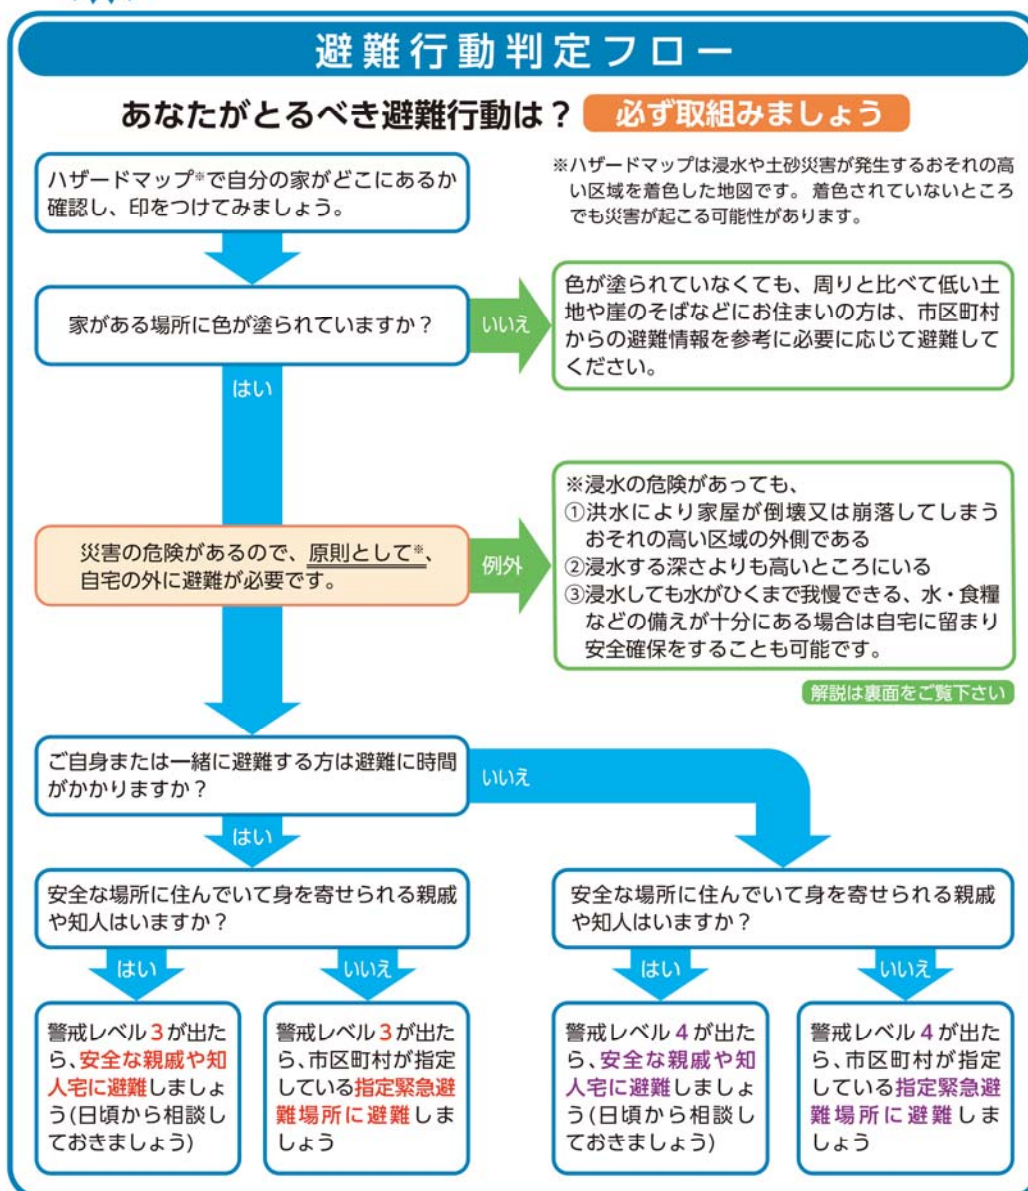 避難行動判定フロー
あなたがとるべき避難行動は？ 必ず取組みましょう
ハザードマップ※で自分の家がどこにあるか
確認し、印をつけてみましょう。
※ハザードマップは浸水や土砂災害が発生するおそれの高
い区域を着色した地図です。着色されていないところ
でも災害が起こる可能性があります。
家がある場所に色が塗られていますか？
いいえ
色が塗られていなくても、周りと比べて低い土
地や崖のそばなどにお住まいの方は、市区町村
からの避難情報を参考に必要に応じて避難して
ください。
はい
災害の危険があるので、原則として※、
自宅の外に避難が必要です。
例外
※浸水の危険があっても、
①洪水により家屋が倒壊又は崩落してしまう
おそれの高い区域の外側である
②浸水する深さよりも高いところにいる
③浸水しても水がひくまで我慢できる、水・食糧
などの備えが十分にある場合は自宅に留まり
安全確保をすることも可能です。
解説は裏面をご覧下さい
ご自身または一緒に避難する方は避難に時間
がかかりますか？
いいえ
はい
安全な場所に住んでいて身を寄せられる親戚
や知人はいますか？
安全な場所に住んでいて身を寄せられる親戚
や知人はいますか？
はい
いいえ
はい
いいえ
警戒レベル3が出た
ら、安全な親戚や知
人宅に避難しましょ
う(日頃から相談し
ておきましょう)
警戒レベル3が出た
ら、市区町村が指定
している指定緊急避
難場所に避難しま
しょう
警戒レベル4が出た
ら、安全な親戚や知
人宅に避難しましょ
う(日頃から相談し
ておきましょう)
警戒レベル4が出た
ら、市区町村が指定
している指定緊急避
難場所に避難しま
しょう